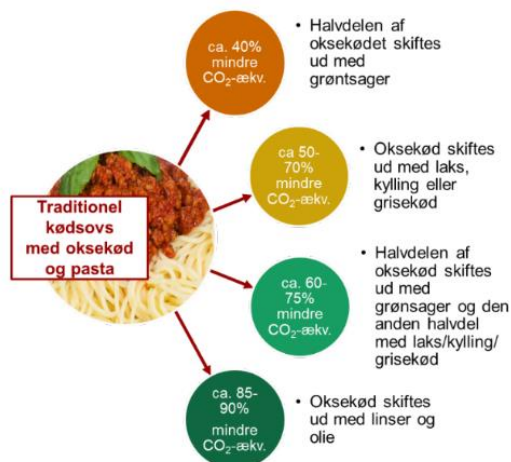 ca. 40%
mindre
CO₂-ækv.
• Halvdelen af
oksekødet skiftes
ud med
grøntsager
Traditionel
kødsovs
med oksekød
og pasta
ca 50-
70%
mindre
CO₂-ækv.
• Oksekød skiftes
ud med laks,
kylling eller
grisekød
ca. 60-
75%
mindre
CO₂-ækv.
• Halvdelen af
oksekød skiftes
ud med
grønsager og den
anden halvdel
med laks/kylling/
grisekød
ca. 85-
90%
mindre
CO₂-ækv.
• Oksekød skiftes
ud med linser og
olie